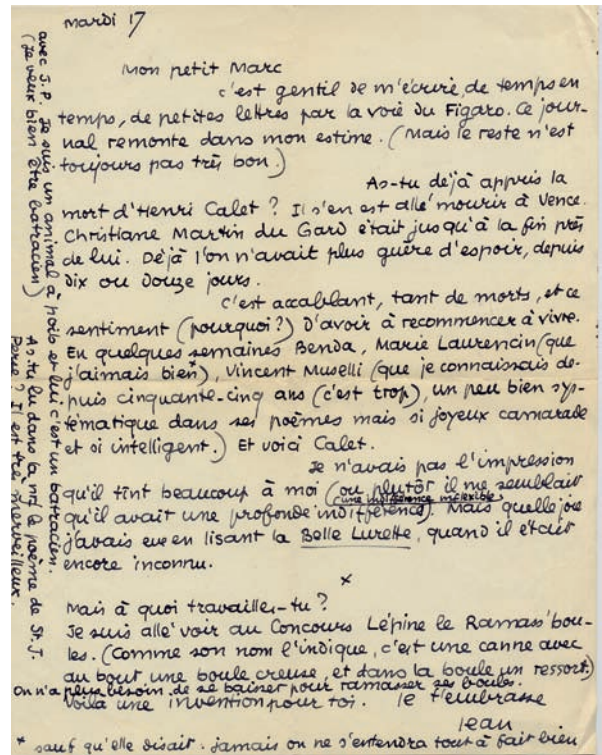 mardi 17
Mon petit Marc
c'est gentil de m'écrire, de temps en
temps, de petites lettres par la voie du Figaro. Ce jour-
nal remonte dans mon estime. (Mais le reste n'est
toujours pas très bon.)
As-tu déjà appris la
mort d'Henri Calet ? Il s'en est allé mourir à Vence.
Christiane Martin du Gard était jusqu'à la fin près
de lui. Déjà l'on n'avait plus guère d'espoir, depuis
dix ou douze jours.
C'est accablant, tant de morts, et ce
sentiment (pourquoi ?) d'avoir à recommencer à vivre.
En quelques semaines Benda, Marie Laurencin (que
j'aimais bien), Vincent Muselli (que je connaissais de-
puis cinquante-cinq ans (c'est trop), un peu bien sys-
tématique dans ses poèmes mais si joyeux camarade
et si intelligent.) Et voici Calet.
Je n'avais pas l'impression
qu'il tînt beaucoup à moi (ou plutôt il me semblait
une indifférence inflexible
qu'il avait une profonde indifférence). Mais quelle joie
j'avais eue en lisant la Belle Lurette, quand il était
encore inconnu.
*
Mais à quoi travailles-tu ?
Je suis allé voir au Concours Lépine le Ramass'bou-
les. (Comme son nom l'indique, c'est une canne avec
au bout une boule creuse, et dans la boule un ressort.)
On n'a plus besoin de se baisser pour ramasser ses boules.
Voilà une invention pour toi. Je t'embrasse
Jean
* sauf qu'elle disait : jamais on ne s'entendra tout à fait bien
avec J.P. Je suis un animal à poils et lui c'est un batracien.
(Je veux bien être batracien)
As-tu lu dans la nrf le poème de St. J.
Perse ? Il est très merveilleux.